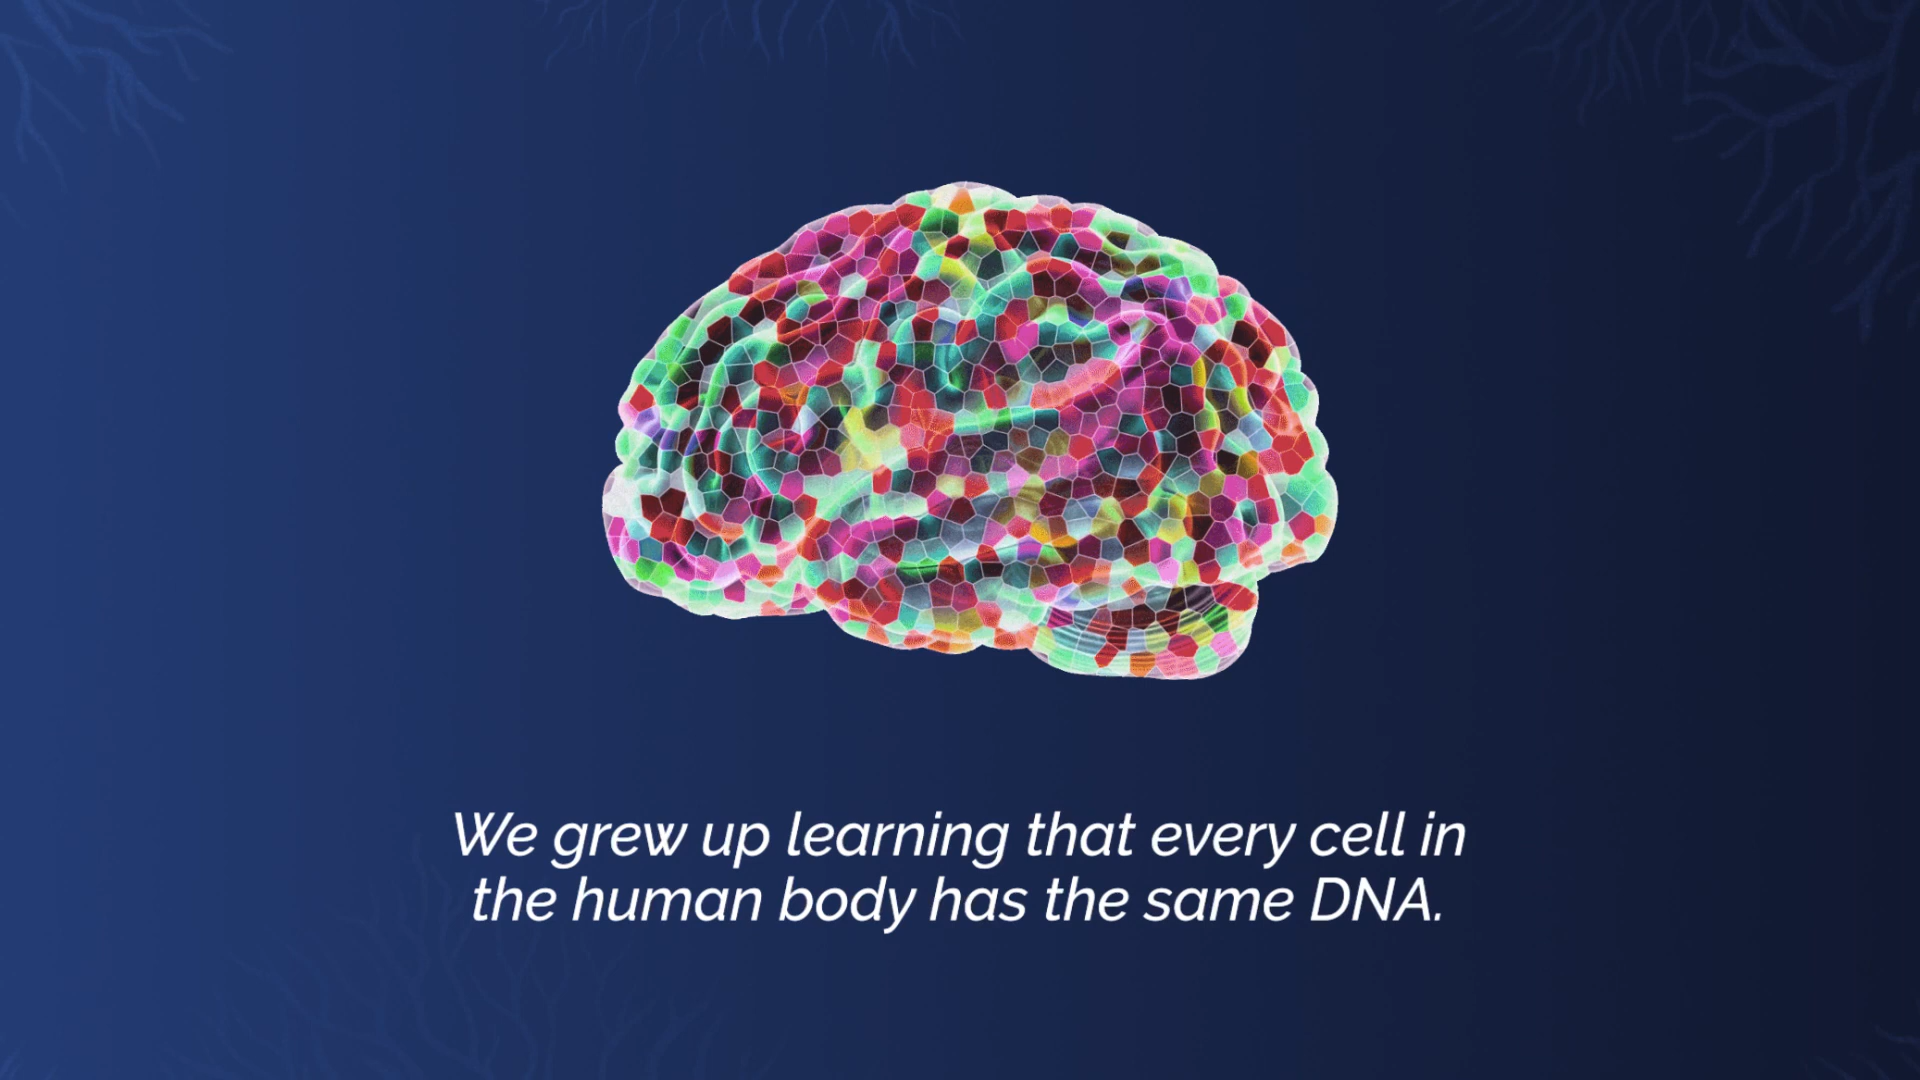 We grew up learning that every cell in
the human body has the same DNA.